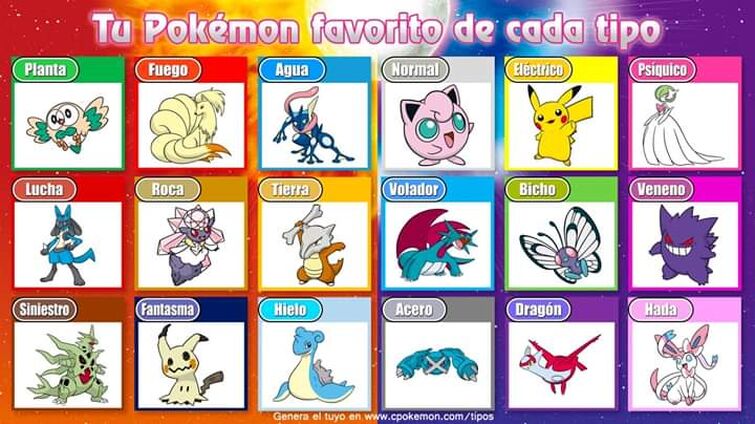 Tu Pokémon favorito de cada tipo
Planta
Fuego
Agua
Normal
Eléctrico
Psíquico
Lucha
Roca
Tierra
Volador
Bicho
Veneno
Siniestro
Fantasma
Hielo
Acero
Dragón
Hada
Genera el tuyo en www.cpokemon.com/tipos